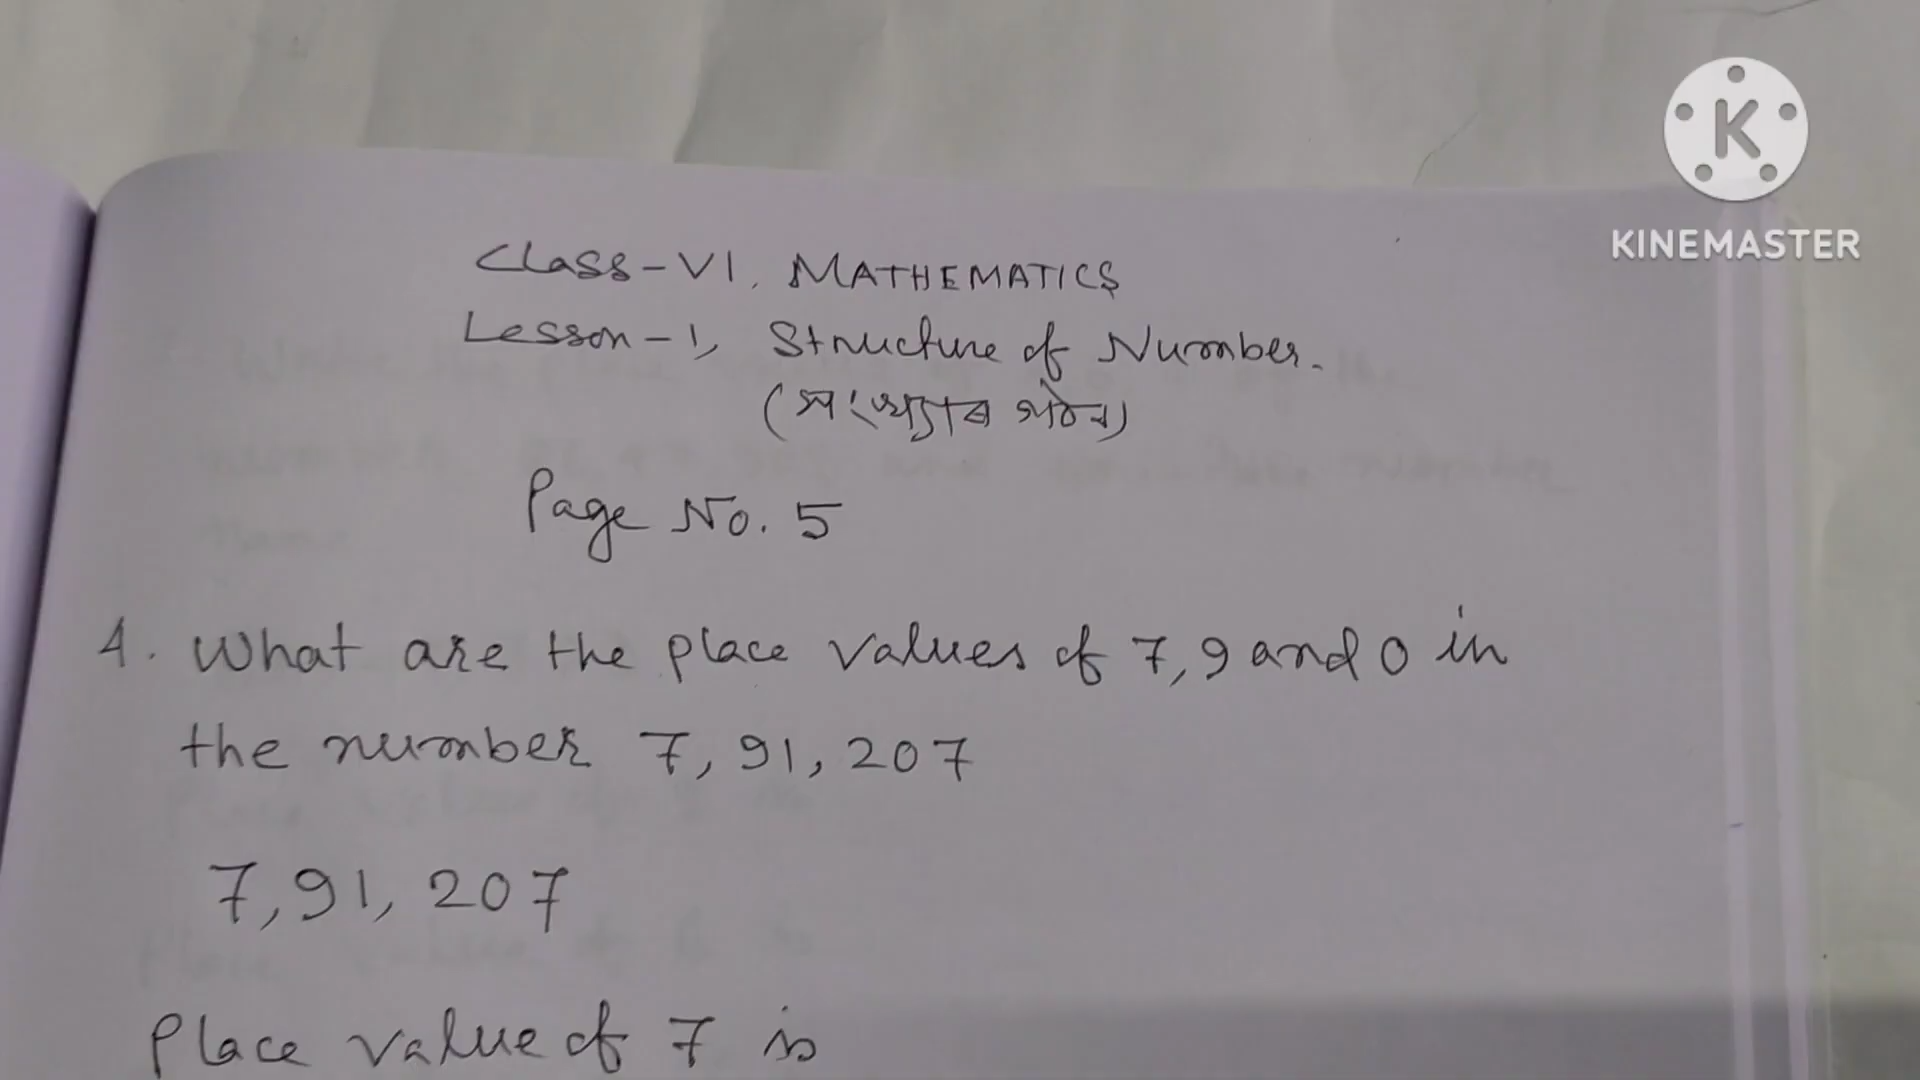 Class-VI, MATHEMATICS
Lesson-1, Structure of Number.
(সংখ্যার গঠন)
Page No. 5
4. What are the place values of 7, 9 and 0 in
the number 7, 91, 207
7, 91, 207
Place value of 7 is
K
KINEMASTER